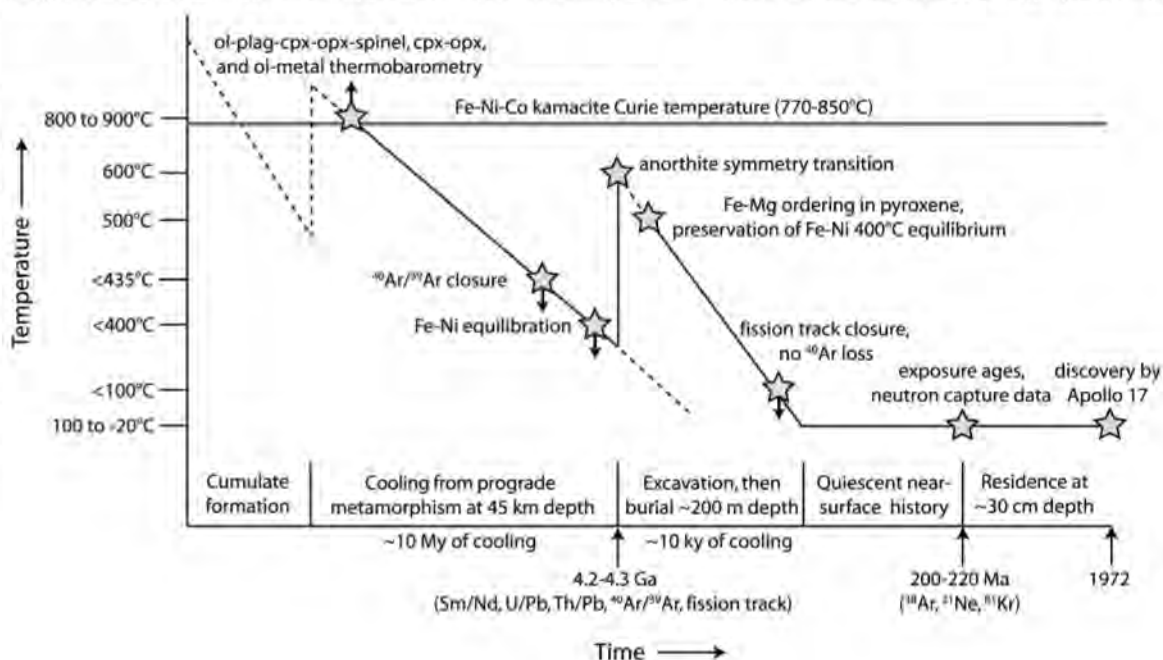 ol-plag-cpx-opx-spinel, cpx-opx,
and ol-metal thermobarometry
Fe-Ni-Co kamacite Curie temperature (770-850°C)
800 to 900°C
anorthite symmetry transition
600°C
Fe-Mg ordering in pyroxene,
preservation of Fe-Ni 400°C equilibrium
500°C
Temperature
⁴⁰Ar/³⁹Ar closure
<435°C
Fe-Ni equilibration
<400°C
fission track closure,
no ⁴⁰Ar loss
exposure ages,
neutron capture data
discovery by
Apollo 17
<100°C
100 to -20°C
Cumulate
formation
Cooling from prograde
metamorphism at 45 km depth
Excavation, then
burial ~200 m depth
Quiescent near-
surface history
Residence at
~30 cm depth
~10 My of cooling
~10 ky of cooling
4.2-4.3 Ga
(Sm/Nd, U/Pb, Th/Pb, ⁴⁰Ar/³⁹Ar, fission track)
200-220 Ma
(³⁸Ar, ²¹Ne, ⁸¹Kr)
1972
Time